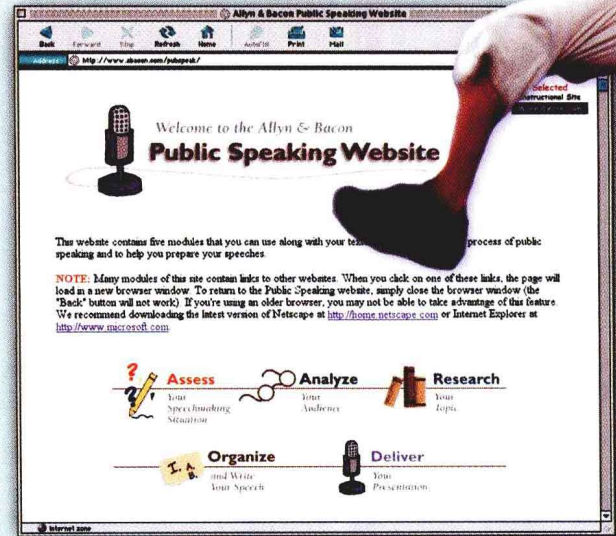 Allyn & Bacon Public Speaking Website
Back Forward Stop Refresh Home AutoFill Print Mail
Address http://www.abacon.com/pubspeak/
Selected
Instructional Site
Welcome to the Allyn & Bacon
Public Speaking Website
This website contains five modules that you can use along with your process of public
speaking and to help you prepare your speeches.
NOTE: Many modules of this site contain links to other websites. When you click on one of these links, the page will
load in a new browser window. To return to the Public Speaking website, simply close the browser window (the
"Back" button will not work). If you're using an older browser, you may not be able to take advantage of this feature.
We recommend downloading the latest version of Netscape at http://home.netscape.com or Internet Explorer at
http://www.microsoft.com.
Assess Analyze Research
Your Your Your
Speechmaking Audience Topic
Situation
I. A. B.
Organize Deliver
and Write Your
Your Speech Presentation
Internet zone